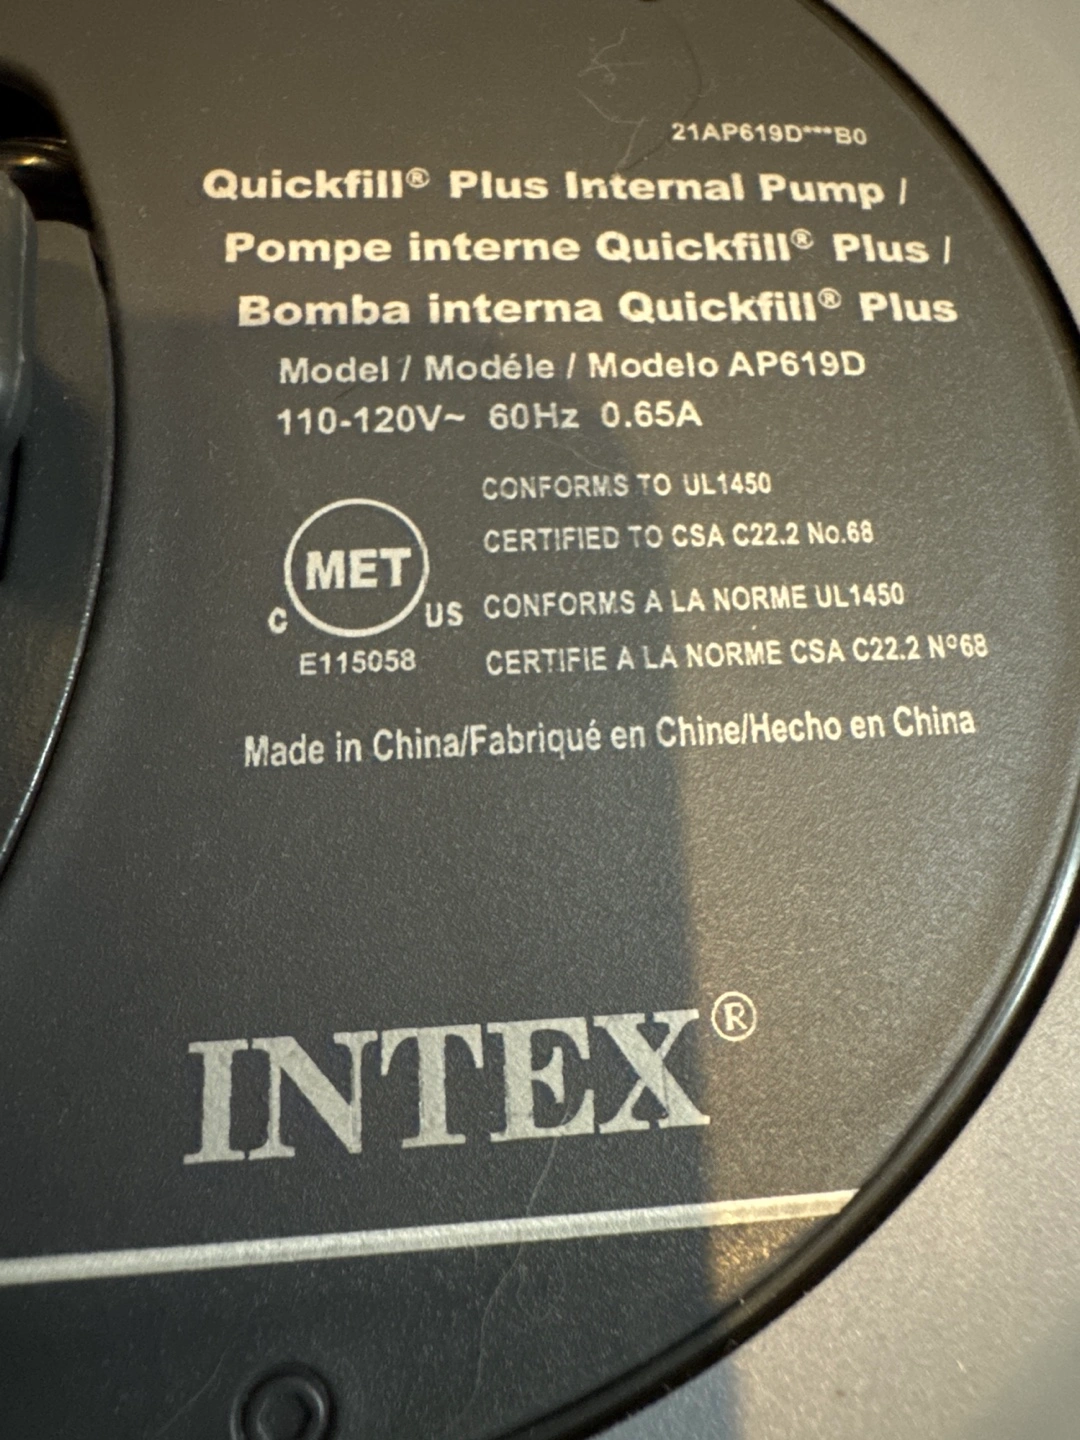 21AP619D***B0
Quickfill® Plus Internal Pump /
Pompe interne Quickfill® Plus /
Bomba interna Quickfill® Plus
Model / Modéle / Modelo AP619D
110-120V~ 60Hz 0.65A
CONFORMS TO UL1450
CERTIFIED TO CSA C22.2 No.68
CONFORMS A LA NORME UL1450
CERTIFIE A LA NORME CSA C22.2 Nº68
C MET US
E115058
Made in China/Fabriqué en Chine/Hecho en China
INTEX®